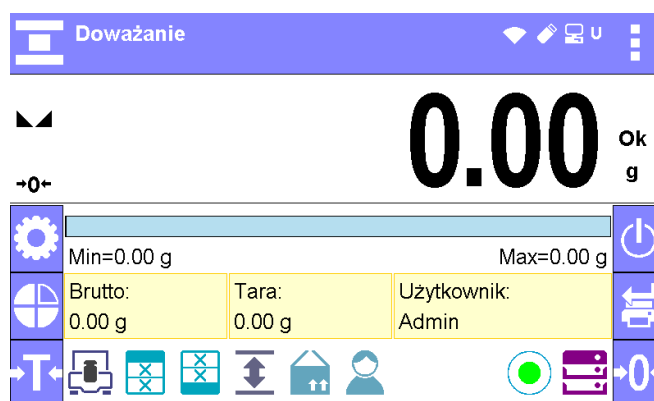 Doważanie
U
0.00
Ok
g
→0←
Min=0.00 g
Max=0.00 g
Brutto:
Tara:
Użytkownik:
0.00 g
0.00 g
Admin
→T←
→0←